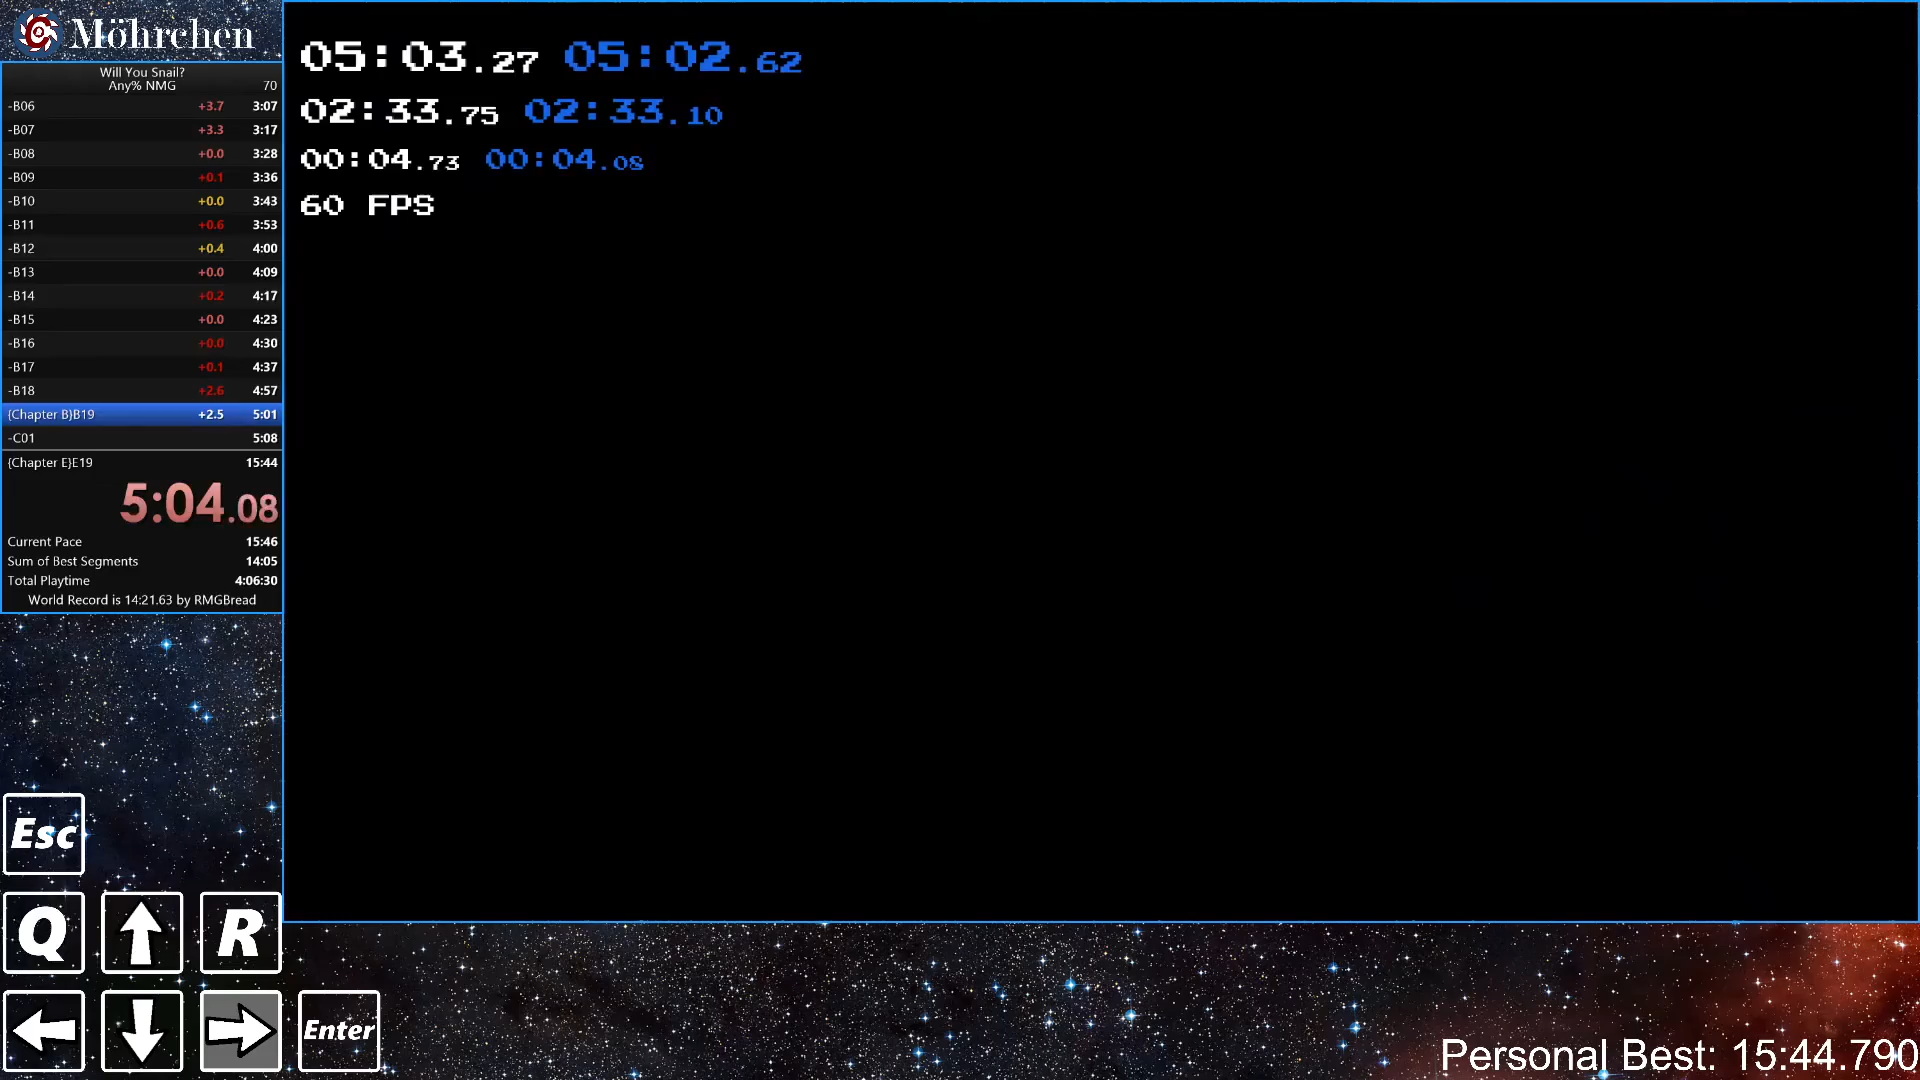 Möhrchen
Will You Snail?
Any% NMG 70
-B06 +3.7 3:07
-B07 +3.3 3:17
-B08 +0.0 3:28
-B09 +0.1 3:36
-B10 +0.0 3:43
-B11 +0.6 3:53
-B12 +0.4 4:00
-B13 +0.0 4:09
-B14 +0.2 4:17
-B15 +0.0 4:23
-B16 +0.0 4:30
-B17 +0.1 4:37
-B18 +2.6 4:57
{Chapter B}B19 +2.5 5:01
-C01 5:08
{Chapter E}E19 15:44
5:04.08
Current Pace 15:46
Sum of Best Segments 14:05
Total Playtime 4:06:30
World Record is 14:21.63 by RMGBread
05:03.27 05:02.62
02:33.75 02:33.10
00:04.73 00:04.08
60 FPS
Esc
Q R
Enter
Personal Best: 15:44.790